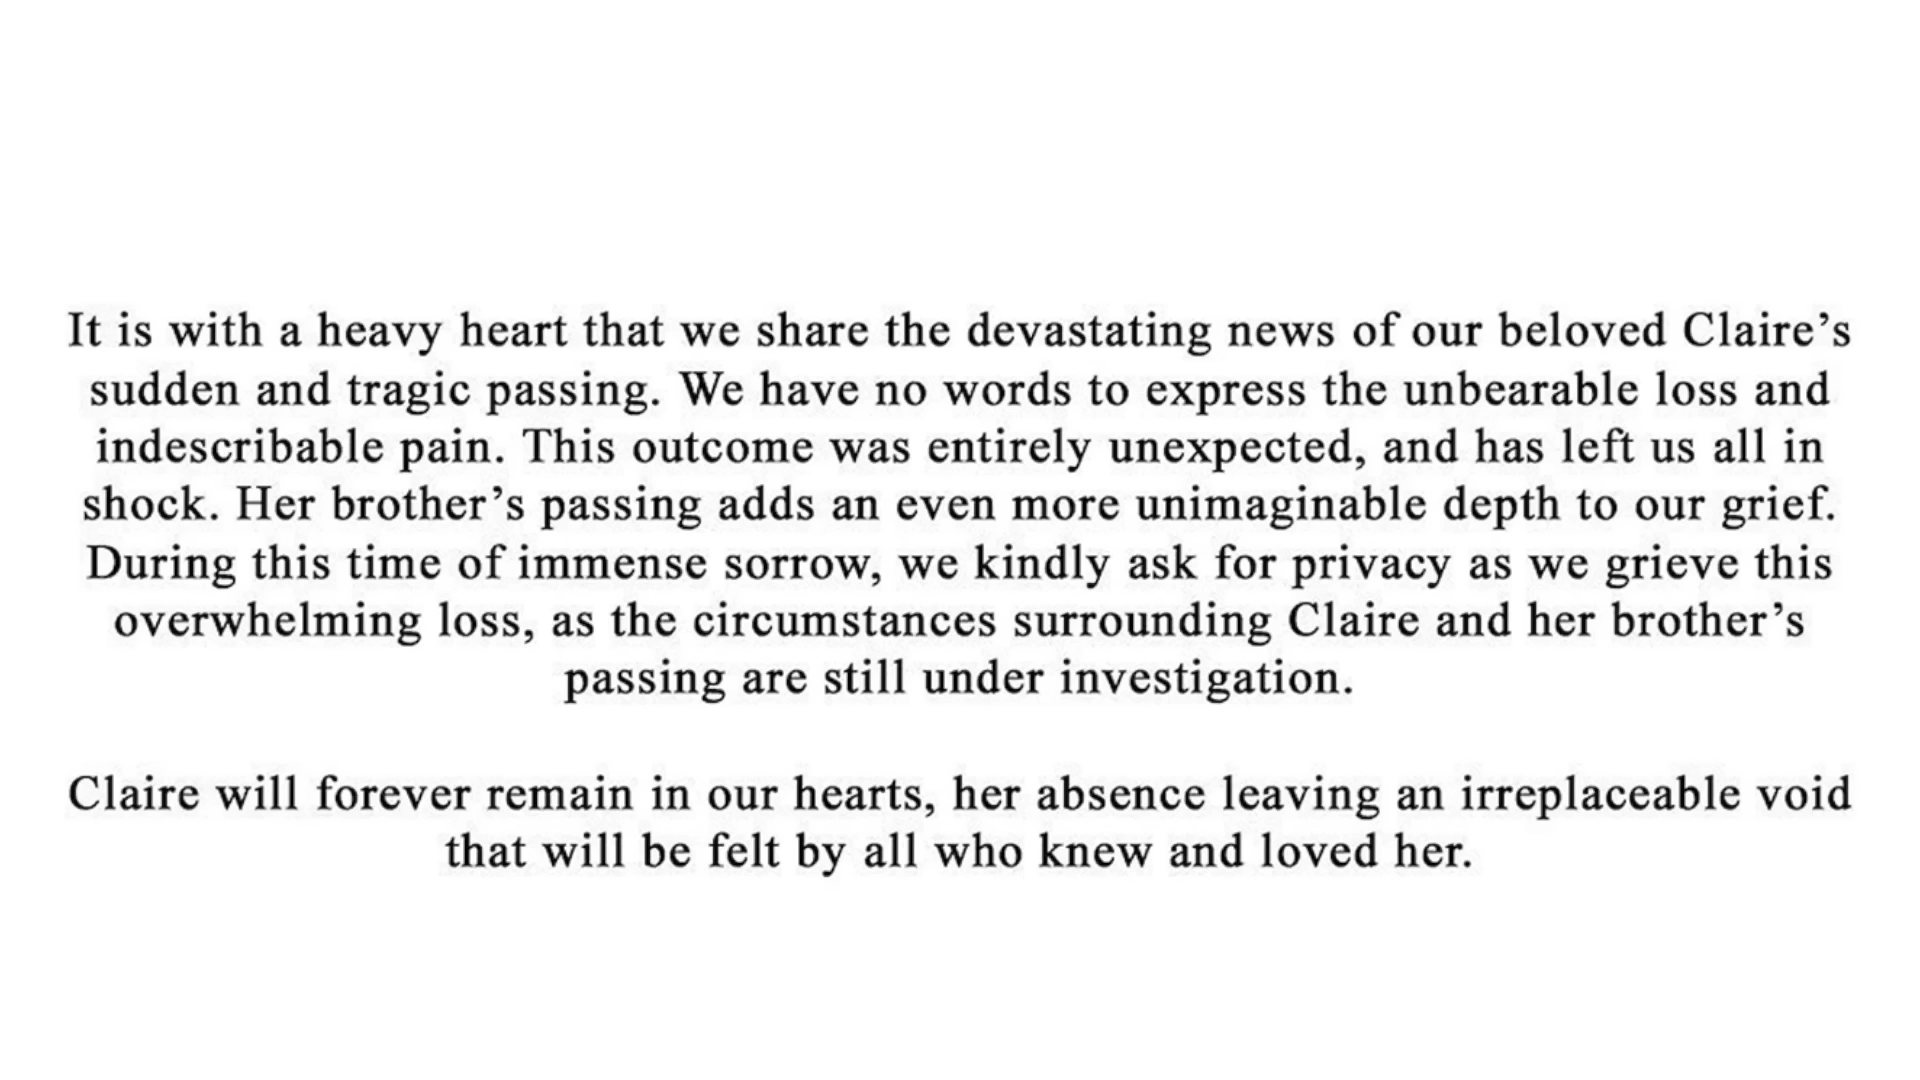 It is with a heavy heart that we share the devastating news of our beloved Claire’s
sudden and tragic passing. We have no words to express the unbearable loss and
indescribable pain. This outcome was entirely unexpected, and has left us all in
shock. Her brother’s passing adds an even more unimaginable depth to our grief.
During this time of immense sorrow, we kindly ask for privacy as we grieve this
overwhelming loss, as the circumstances surrounding Claire and her brother’s
passing are still under investigation.
Claire will forever remain in our hearts, her absence leaving an irreplaceable void
that will be felt by all who knew and loved her.